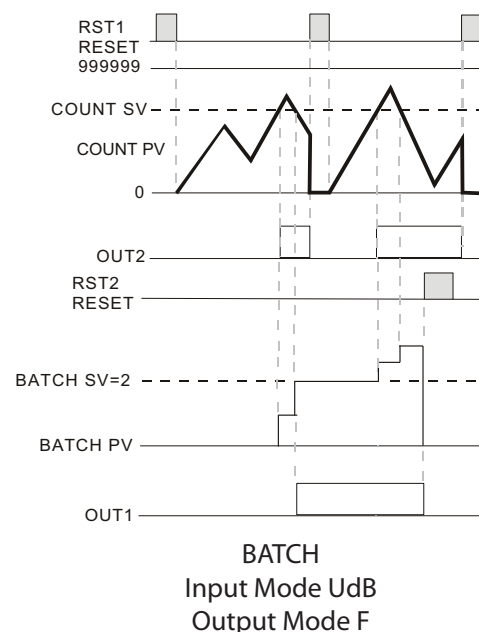 RST1
RESET
999999
COUNT SV
COUNT PV
0
OUT2
RST2
RESET
BATCH SV=2
BATCH PV
OUT1
BATCH
Input Mode UdB
Output Mode F